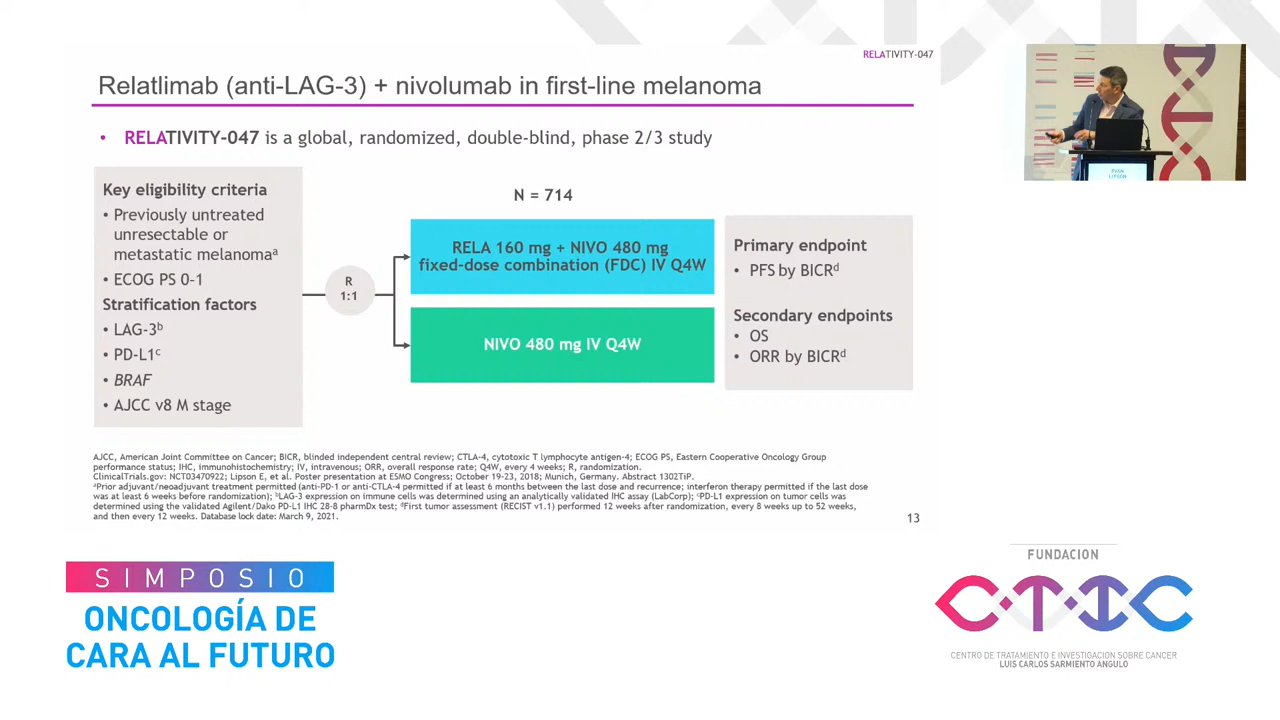 RELATIVITY-047
Relatlimab (anti-LAG-3) + nivolumab in first-line melanoma
• RELATIVITY-047 is a global, randomized, double-blind, phase 2/3 study
Key eligibility criteria
• Previously untreated
unresectable or
metastatic melanomaᵃ
• ECOG PS 0-1
Stratification factors
• LAG-3ᵇ
• PD-L1ᶜ
• BRAF
• AJCC v8 M stage
R
1:1
N = 714
RELA 160 mg + NIVO 480 mg
fixed-dose combination (FDC) IV Q4W
NIVO 480 mg IV Q4W
Primary endpoint
• PFS by BICRᵈ
Secondary endpoints
• OS
• ORR by BICRᵈ
AJCC, American Joint Committee on Cancer; BICR, blinded independent central review; CTLA-4, cytotoxic T lymphocyte antigen-4; ECOG PS, Eastern Cooperative Oncology Group
performance status; IHC, immunohistochemistry; IV, intravenous; ORR, overall response rate; Q4W, every 4 weeks; R, randomization.
ClinicalTrials.gov: NCT03470922; Lipson E, et al. Poster presentation at ESMO Congress; October 19-23, 2018; Munich, Germany. Abstract 1302TiP.
ᵃPrior adjuvant/neoadjuvant treatment permitted (anti-PD-1 or anti-CTLA-4 permitted if at least 6 months between the last dose and recurrence; interferon therapy permitted if the last dose
was at least 6 weeks before randomization); ᵇLAG-3 expression on immune cells was determined using an analytically validated IHC assay (LabCorp); ᶜPD-L1 expression on tumor cells was
determined using the validated Agilent/Dako PD-L1 IHC 28-8 pharmDx test; ᵈFirst tumor assessment (RECIST v1.1) performed 12 weeks after randomization, every 8 weeks up to 52 weeks,
and then every 12 weeks. Database lock date: March 9, 2021.
13
EVAN
LIPSON
SIMPOSIO
ONCOLOGÍA DE
CARA AL FUTURO
FUNDACION
CTIC
CENTRO DE TRATAMIENTO E INVESTIGACION SOBRE CANCER
LUIS CARLOS SARMIENTO ANGULO